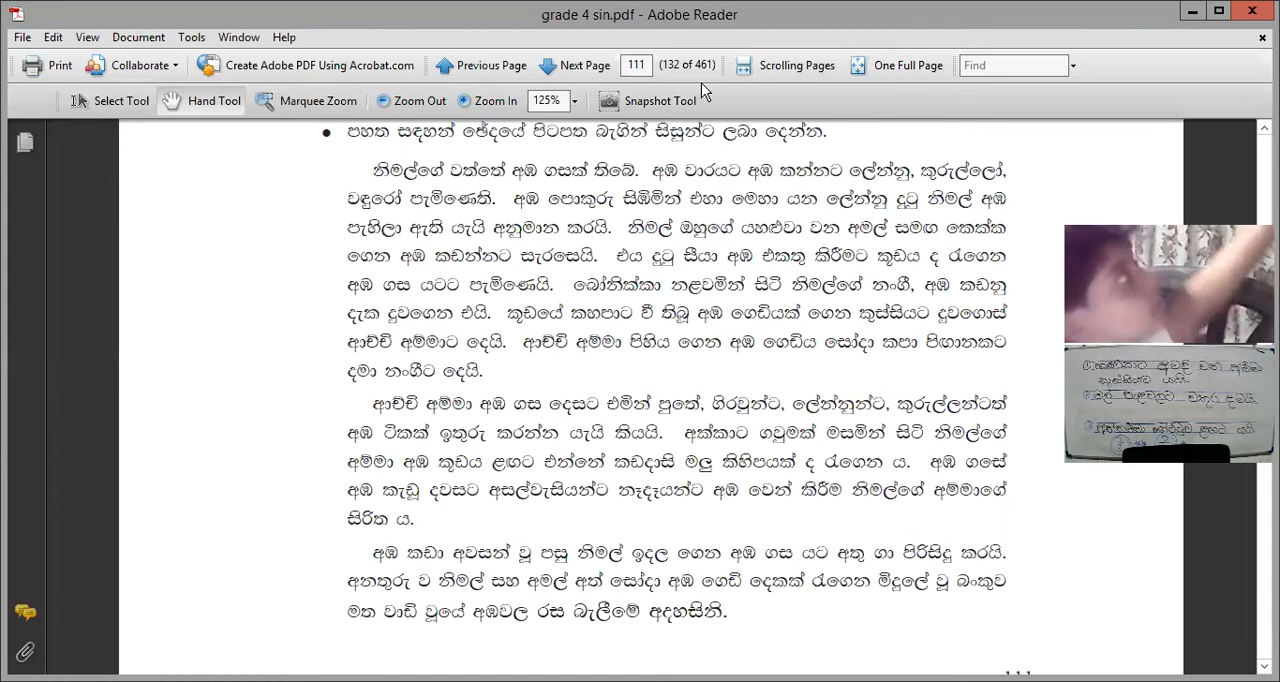 grade 4 sin.pdf - Adobe Reader
File Edit View Document Tools Window Help
Print Collaborate Create Adobe PDF Using Acrobat.com Previous Page Next Page 111 (132 of 461) Scrolling Pages One Full Page Find
Select Tool Hand Tool Marquee Zoom Zoom Out Zoom In 125% Snapshot Tool
• පහත සඳහන් ඡේදයේ පිටපත බැගින් සිසුන්ට ලබා දෙන්න.
නිමල්ගේ වත්තේ අඹ ගසක් තිබේ. අඹ වාරයට අඹ කන්නට ලේන්නු, කුරුල්ලෝ,
වඳුරෝ පැමිණෙති. අඹ පොකුරු සිඹිමින් එහා මෙහා යන ලේන්නු දුටු නිමල් අඹ
පැහිලා ඇති යැයි අනුමාන කරයි. නිමල් ඔහුගේ යහළුවා වන අමල් සමඟ කෙක්ක
ගෙන අඹ කඩන්නට සැරසෙයි. එය දුටු සීයා අඹ එකතු කිරීමට කූඩය ද රැගෙන
අඹ ගස යටට පැමිණෙයි. බෝනික්කා නළවමින් සිටි නිමල්ගේ නංගී, අඹ කඩනු
දැක දුවගෙන එයි. කූඩයේ කහපාට වී තිබූ අඹ ගෙඩියක් ගෙන කුස්සියට දුවගොස්
ආච්චි අම්මාට දෙයි. ආච්චි අම්මා පිහිය ගෙන අඹ ගෙඩිය සෝදා කපා පිඟානකට
දමා නංගීට දෙයි.
ආච්චි අම්මා අඹ ගස දෙසට එමින් පුතේ, ගිරවුන්ට, ලේන්නුන්ට, කුරුල්ලන්ටත්
අඹ ටිකක් ඉතුරු කරන්න යැයි කියයි. අක්කාට ගවුමක් මසමින් සිටි නිමල්ගේ
අම්මා අඹ කූඩය ළඟට එන්නේ කඩදාසි මලු කිහිපයක් ද රැගෙන ය. අඹ ගසේ
අඹ කැඩූ දවසට අසල්වැසියන්ට නෑදෑයන්ට අඹ වෙන් කිරීම නිමල්ගේ අම්මාගේ
සිරිත ය.
අඹ කඩා අවසන් වූ පසු නිමල් ඉදල ගෙන අඹ ගස යට අතු ගා පිරිසිදු කරයි.
අනතුරු ව නිමල් සහ අමල් අත් සෝදා අඹ ගෙඩි දෙකක් රැගෙන මිදුලේ වූ බංකුව
මත වාඩි වූයේ අඹවල රස බැලීමේ අදහසිනි.